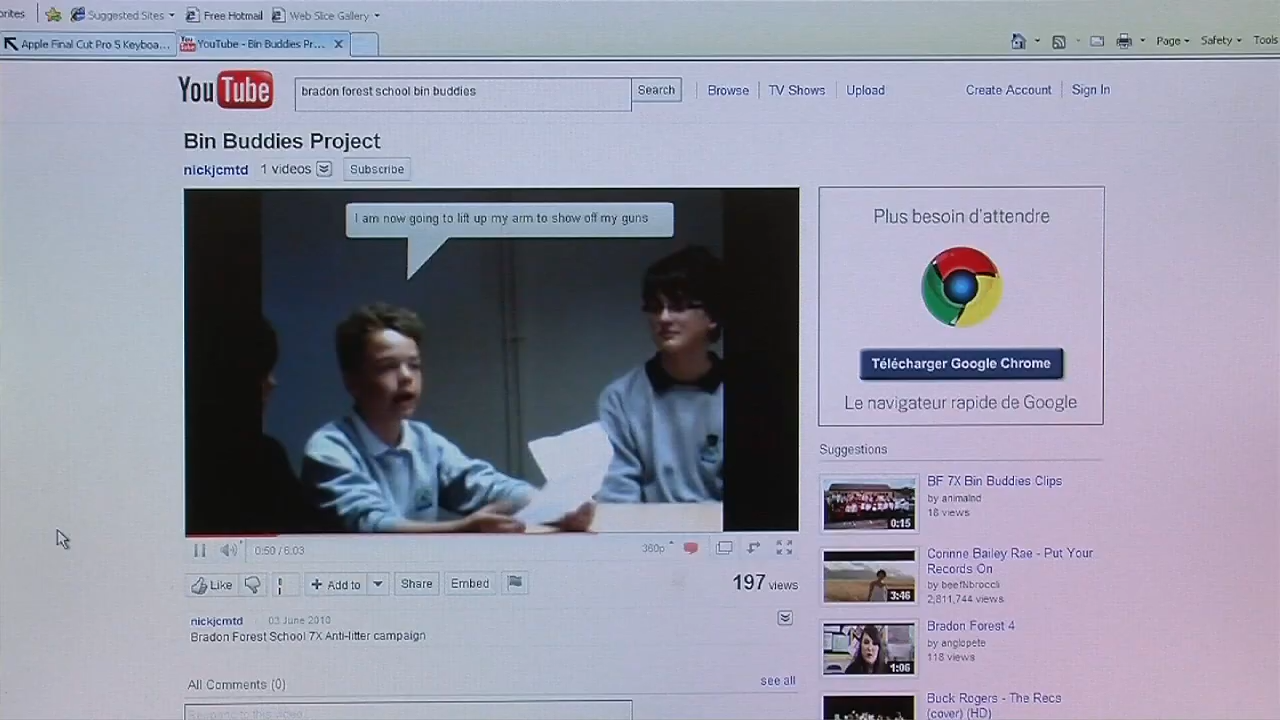 orites
Suggested Sites
Free Hotmail
Web Slice Gallery
Apple Final Cut Pro 5 Keyboa...
YouTube - Bin Buddies Pr...
Page
Safety
Tools
YouTube
bradon forest school bin buddies
Search
Browse
TV Shows
Upload
Create Account
Sign In
Bin Buddies Project
nickjcmtd
1 videos
Subscribe
I am now going to lift up my arm to show off my guns
Plus besoin d'attendre
Télécharger Google Chrome
Le navigateur rapide de Google
0:50 / 6:03
360p
Like
Add to
Share
Embed
197 views
nickjcmtd
03 June 2010
Bradon Forest School 7X Anti-litter campaign
All Comments (0)
see all
Suggestions
BF 7X Bin Buddies Clips
by animalnd
18 views
0:15
Corinne Bailey Rae - Put Your
Records On
by beefNbroccli
2,811,744 views
3:46
Bradon Forest 4
by anglopete
118 views
1:06
Buck Rogers - The Recs
(cover) (HD)